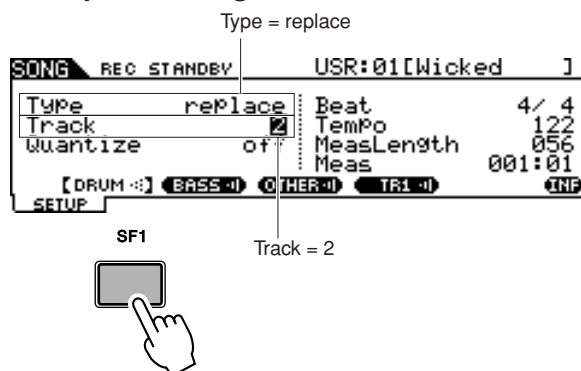 Type = replace
SONG REC STANDBY USR:01[Wicked ]
Type replace Beat 4/ 4
Track 2 Tempo 122
Quantize off MeasLength 056
Meas 001:01
[DRUM] BASS OTHER TR1 INF
SETUP
SF1
Track = 2